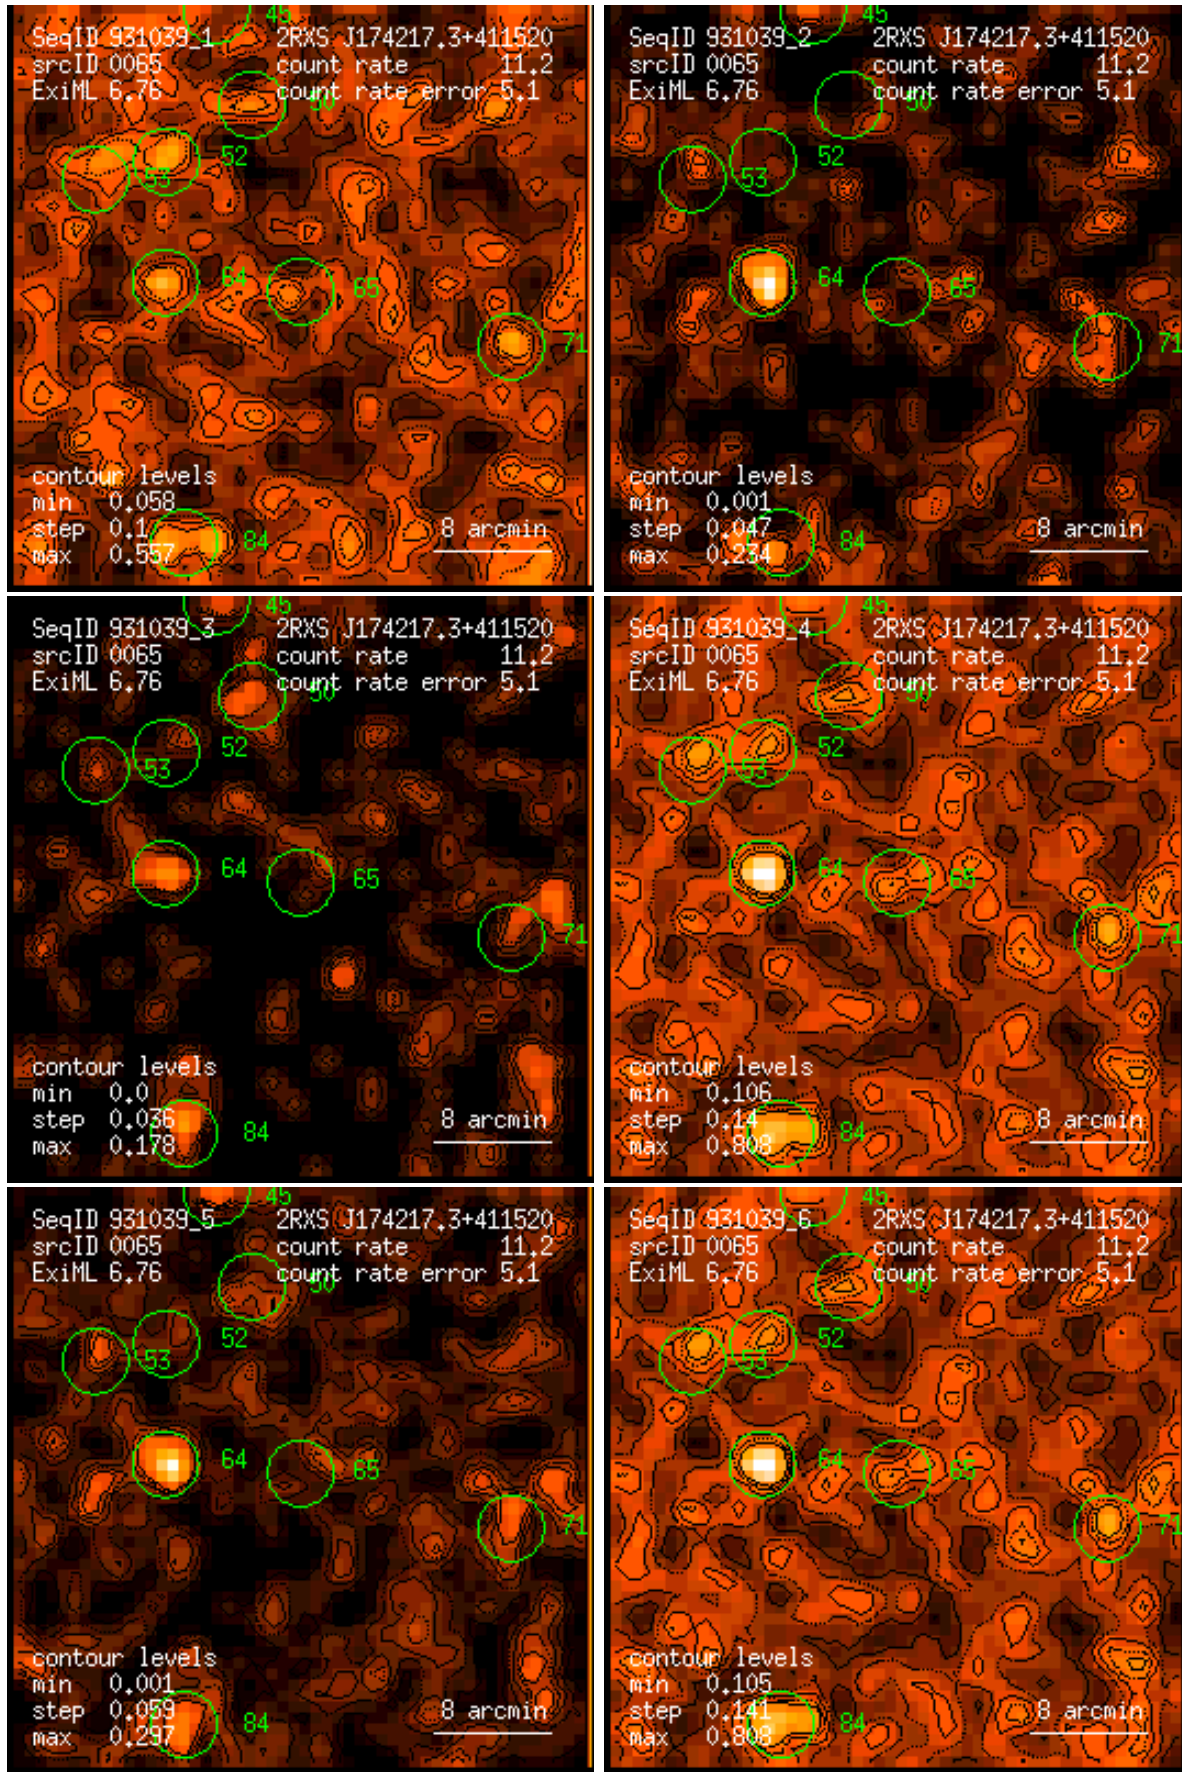 45
SeqID 931039_1 2RXS J174217.3+411520
srcID 0065 count rate 11.2
ExiML 6.76 count rate error 5.1
50
52
53
64
65
71
contour levels
min 0.058
step 0.1
max 0.557
84
8 arcmin
45
SeqID 931039_2 2RXS J174217.3+411520
srcID 0065 count rate 11.2
ExiML 6.76 count rate error 5.1
50
52
53
64
65
71
contour levels
min 0.001
step 0.047
max 0.234
84
8 arcmin
45
SeqID 931039_3 2RXS J174217.3+411520
srcID 0065 count rate 11.2
ExiML 6.76 count rate error 5.1
50
52
53
64
65
71
contour levels
min 0.0
step 0.036
max 0.178
84
8 arcmin
45
SeqID 931039_4 2RXS J174217.3+411520
srcID 0065 count rate 11.2
ExiML 6.76 count rate error 5.1
50
52
53
64
65
71
contour levels
min 0.106
step 0.14
max 0.808
84
8 arcmin
45
SeqID 931039_5 2RXS J174217.3+411520
srcID 0065 count rate 11.2
ExiML 6.76 count rate error 5.1
50
52
53
64
65
71
contour levels
min 0.001
step 0.059
max 0.297
84
8 arcmin
45
SeqID 931039_6 2RXS J174217.3+411520
srcID 0065 count rate 11.2
ExiML 6.76 count rate error 5.1
50
52
53
64
65
71
contour levels
min 0.105
step 0.141
max 0.808
84
8 arcmin